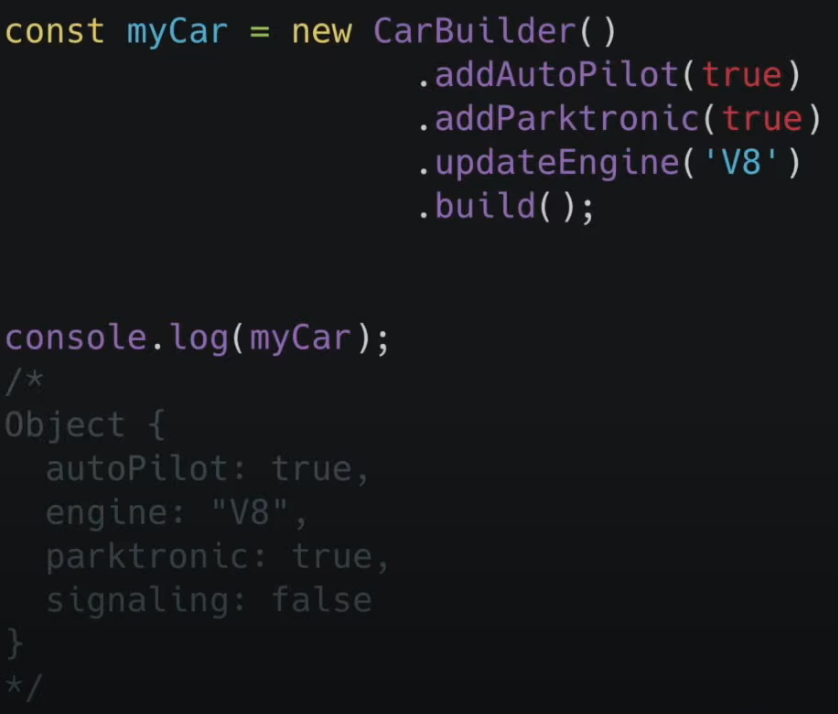 const myCar = new CarBuilder()
.addAutoPilot(true)
.addParktronic(true)
.updateEngine('V8')
.build();
console.log(myCar);
/*
Object {
autoPilot: true,
engine: "V8",
parktronic: true,
signaling: false
}
*/